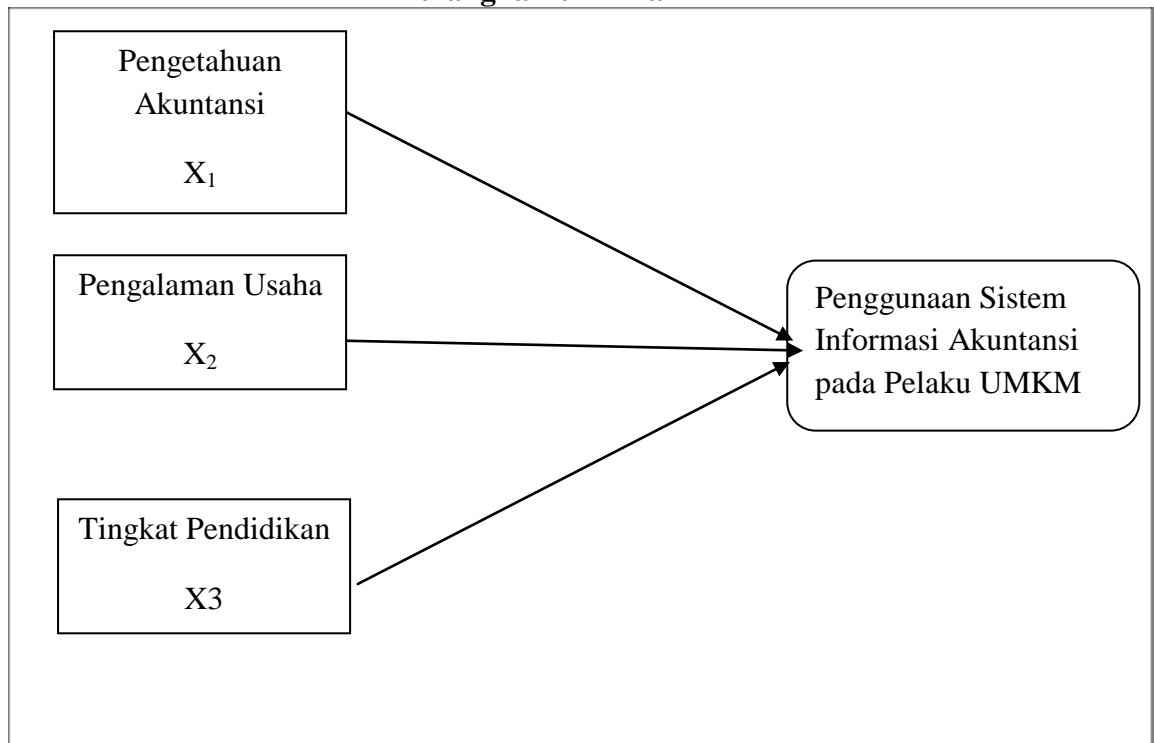 Pengetahuan
Akuntansi
X₁
Pengalaman Usaha
X₂
Tingkat Pendidikan
X3
Penggunaan Sistem
Informasi Akuntansi
pada Pelaku UMKM